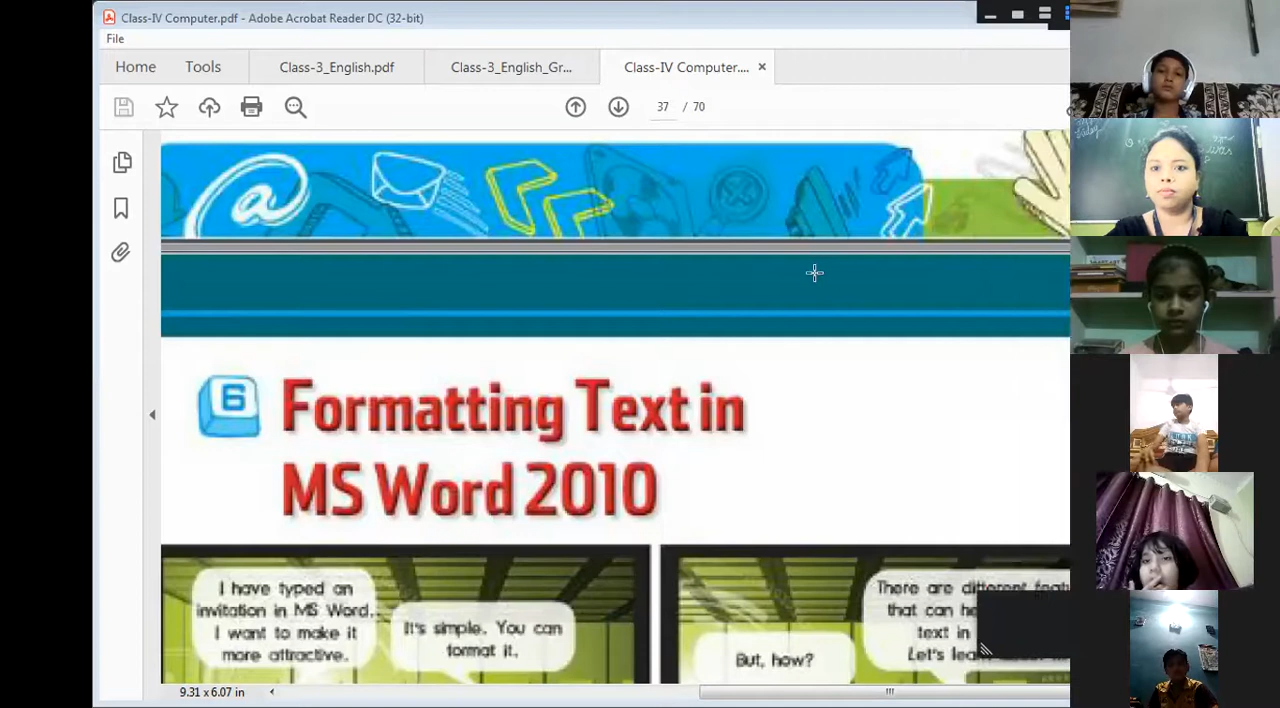 Class-IV Computer.pdf - Adobe Acrobat Reader DC (32-bit)
File
Home
Tools
Class-3_English.pdf
Class-3_English_Gr...
Class-IV Computer....
37 / 70
@
6
Formatting Text in
MS Word 2010
I have typed an
invitation in MS Word..
I want to make it
more attractive.
It's simple. You can
format it.
But, how?
There are different
that can
text in
Let's
9.31 x 6.07 in
was